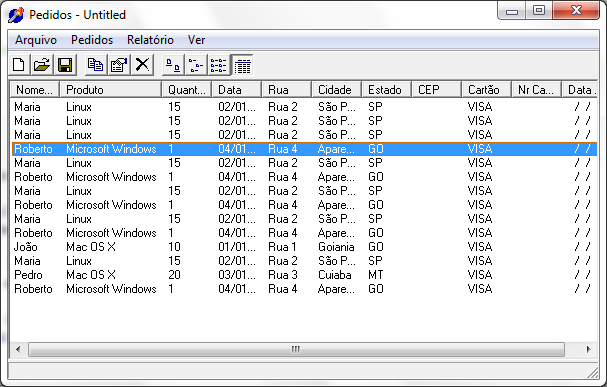 Pedidos - Untitled
Arquivo Pedidos Relatório Ver
Nome... Produto Quant... Data Rua Cidade Estado CEP Cartão Nr Ca... Data .
Maria Linux 15 02/01... Rua 2 São P... SP VISA / /
Maria Linux 15 02/01... Rua 2 São P... SP VISA / /
Maria Linux 15 02/01... Rua 2 São P... SP VISA / /
Roberto Microsoft Windows 1 04/01... Rua 4 Apare... GO VISA / /
Maria Linux 15 02/01... Rua 2 São P... SP VISA / /
Roberto Microsoft Windows 1 04/01... Rua 4 Apare... GO VISA / /
Maria Linux 15 02/01... Rua 2 São P... SP VISA / /
Roberto Microsoft Windows 1 04/01... Rua 4 Apare... GO VISA / /
Maria Linux 15 02/01... Rua 2 São P... SP VISA / /
Roberto Microsoft Windows 1 04/01... Rua 4 Apare... GO VISA / /
João Mac OS X 10 01/01... Rua 1 Goiania GO VISA / /
Maria Linux 15 02/01... Rua 2 São P... SP VISA / /
Pedro Mac OS X 20 03/01... Rua 3 Cuiaba MT VISA / /
Roberto Microsoft Windows 1 04/01... Rua 4 Apare... GO VISA / /